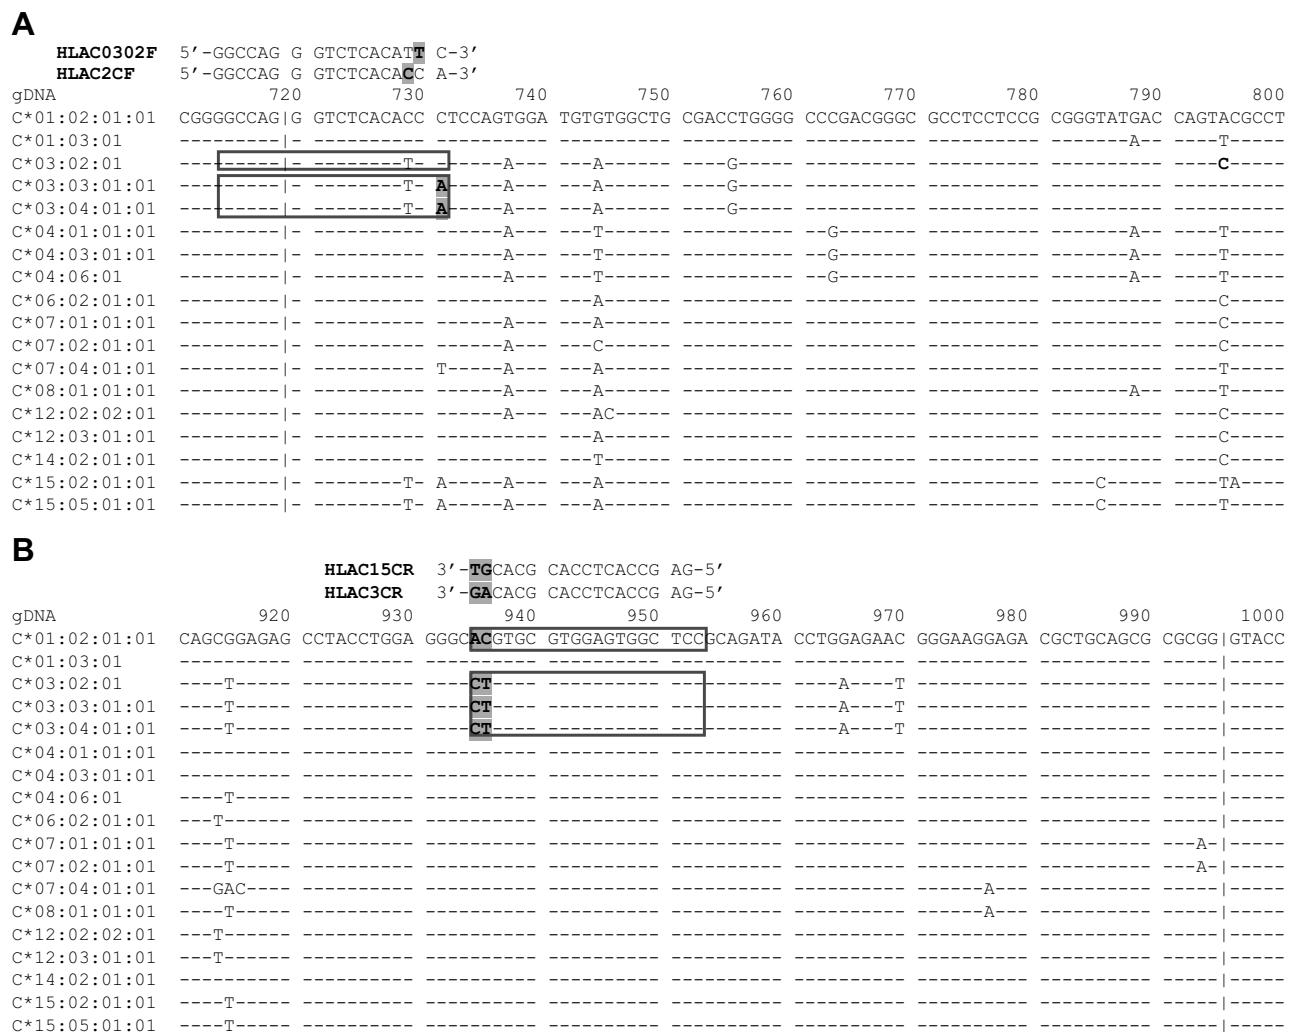 A
HLAC0302F 5’-GGCCAG G GTCTCACATT C-3’
HLAC2CF 5’-GGCCAG G GTCTCACACC A-3’
gDNA 720 730 740 750 760 770 780 790 800
C*01:02:01:01 CGGGGCCAG|G GTCTCACACC CTCCAGTGGA TGTGTGGCTG CGACCTGGGG CCCGACGGGC GCCTCCTCCG CGGGTATGAC CAGTACGCCT
C*01:03:01 ---------|- ---------- ---------- ---------- ---------- ---------- ---------- -------A-- ----T-----
C*03:02:01 ---------|- --------T- ------A--- ---A------ ----G----- ---------- ---------- ---------- ----C-----
C*03:03:01:01 ---------|- --------T- A-----A--- ---A------ ----G----- ---------- ---------- ---------- ----------
C*03:04:01:01 ---------|- --------T- A-----A--- ---A------ ----G----- ---------- ---------- ---------- ----------
C*04:01:01:01 ---------|- ---------- ------A--- ---T------ ---------- --G------- ---------- -------A-- ----T-----
C*04:03:01:01 ---------|- ---------- ------A--- ---T------ ---------- --G------- ---------- -------A-- ----T-----
C*04:06:01 ---------|- ---------- ------A--- ---T------ ---------- --G------- ---------- -------A-- ----T-----
C*06:02:01:01 ---------|- ---------- ---------- ---A------ ---------- ---------- ---------- ---------- ----C-----
C*07:01:01:01 ---------|- ---------- ------A--- ---A------ ---------- ---------- ---------- ---------- ----C-----
C*07:02:01:01 ---------|- ---------- ------A--- ---C------ ---------- ---------- ---------- ---------- ----C-----
C*07:04:01:01 ---------|- ---------- T-----A--- ---A------ ---------- ---------- ---------- ---------- ----T-----
C*08:01:01:01 ---------|- ---------- ------A--- ---A------ ---------- ---------- ---------- -------A-- ----T-----
C*12:02:02:01 ---------|- ---------- ------A--- ---AC----- ---------- ---------- ---------- ---------- ----C-----
C*12:03:01:01 ---------|- ---------- ---------- ---A------ ---------- ---------- ---------- ---------- ----C-----
C*14:02:01:01 ---------|- ---------- ---------- ---T------ ---------- ---------- ---------- ---------- ----C-----
C*15:02:01:01 ---------|- --------T- A-----A--- ---A------ ---------- ---------- ---------- ----C----- ----TA----
C*15:05:01:01 ---------|- --------T- A-----A--- ---A------ ---------- ---------- ---------- ----C----- ----T-----
B
HLAC15CR 3’-TGCACG CACCTCACCG AG-5’
HLAC3CR 3’-GACACG CACCTCACCG AG-5’
gDNA 920 930 940 950 960 970 980 990 1000
C*01:02:01:01 CAGCGGAGAG CCTACCTGGA GGGCACGTGC GTGGAGTGGC TCCGCAGATA CCTGGAGAAC GGGAAGGAGA CGCTGCAGCG CGCGG|GTACC
C*01:03:01 ---------- ---------- ---------- ---------- ---------- ---------- ---------- ---------- -----|-----
C*03:02:01 ----T----- ---------- ----CT---- ---------- ---------- ----A----T ---------- ---------- -----|-----
C*03:03:01:01 ----T----- ---------- ----CT---- ---------- ---------- ----A----T ---------- ---------- -----|-----
C*03:04:01:01 ----T----- ---------- ----CT---- ---------- ---------- ----A----T ---------- ---------- -----|-----
C*04:01:01:01 ---------- ---------- ---------- ---------- ---------- ---------- ---------- ---------- -----|-----
C*04:03:01:01 ---------- ---------- ---------- ---------- ---------- ---------- ---------- ---------- -----|-----
C*04:06:01 ----T----- ---------- ---------- ---------- ---------- ---------- ---------- ---------- -----|-----
C*06:02:01:01 ---T------ ---------- ---------- ---------- ---------- ---------- ---------- ---------- -----|-----
C*07:01:01:01 ----T----- ---------- ---------- ---------- ---------- ---------- ---------- ---------- ---A-|-----
C*07:02:01:01 ----T----- ---------- ---------- ---------- ---------- ---------- ---------- ---------- ---A-|-----
C*07:04:01:01 ---GAC---- ---------- ---------- ---------- ---------- ---------- ------A--- ---------- -----|-----
C*08:01:01:01 ----T----- ---------- ---------- ---------- ---------- ---------- ------A--- ---------- -----|-----
C*12:02:02:01 ---T------ ---------- ---------- ---------- ---------- ---------- ---------- ---------- -----|-----
C*12:03:01:01 ---T------ ---------- ---------- ---------- ---------- ---------- ---------- ---------- -----|-----
C*14:02:01:01 ---------- ---------- ---------- ---------- ---------- ---------- ---------- ---------- -----|-----
C*15:02:01:01 ----T----- ---------- ---------- ---------- ---------- ---------- ---------- ---------- -----|-----
C*15:05:01:01 ----T----- ---------- ---------- ---------- ---------- ---------- ---------- ---------- -----|-----